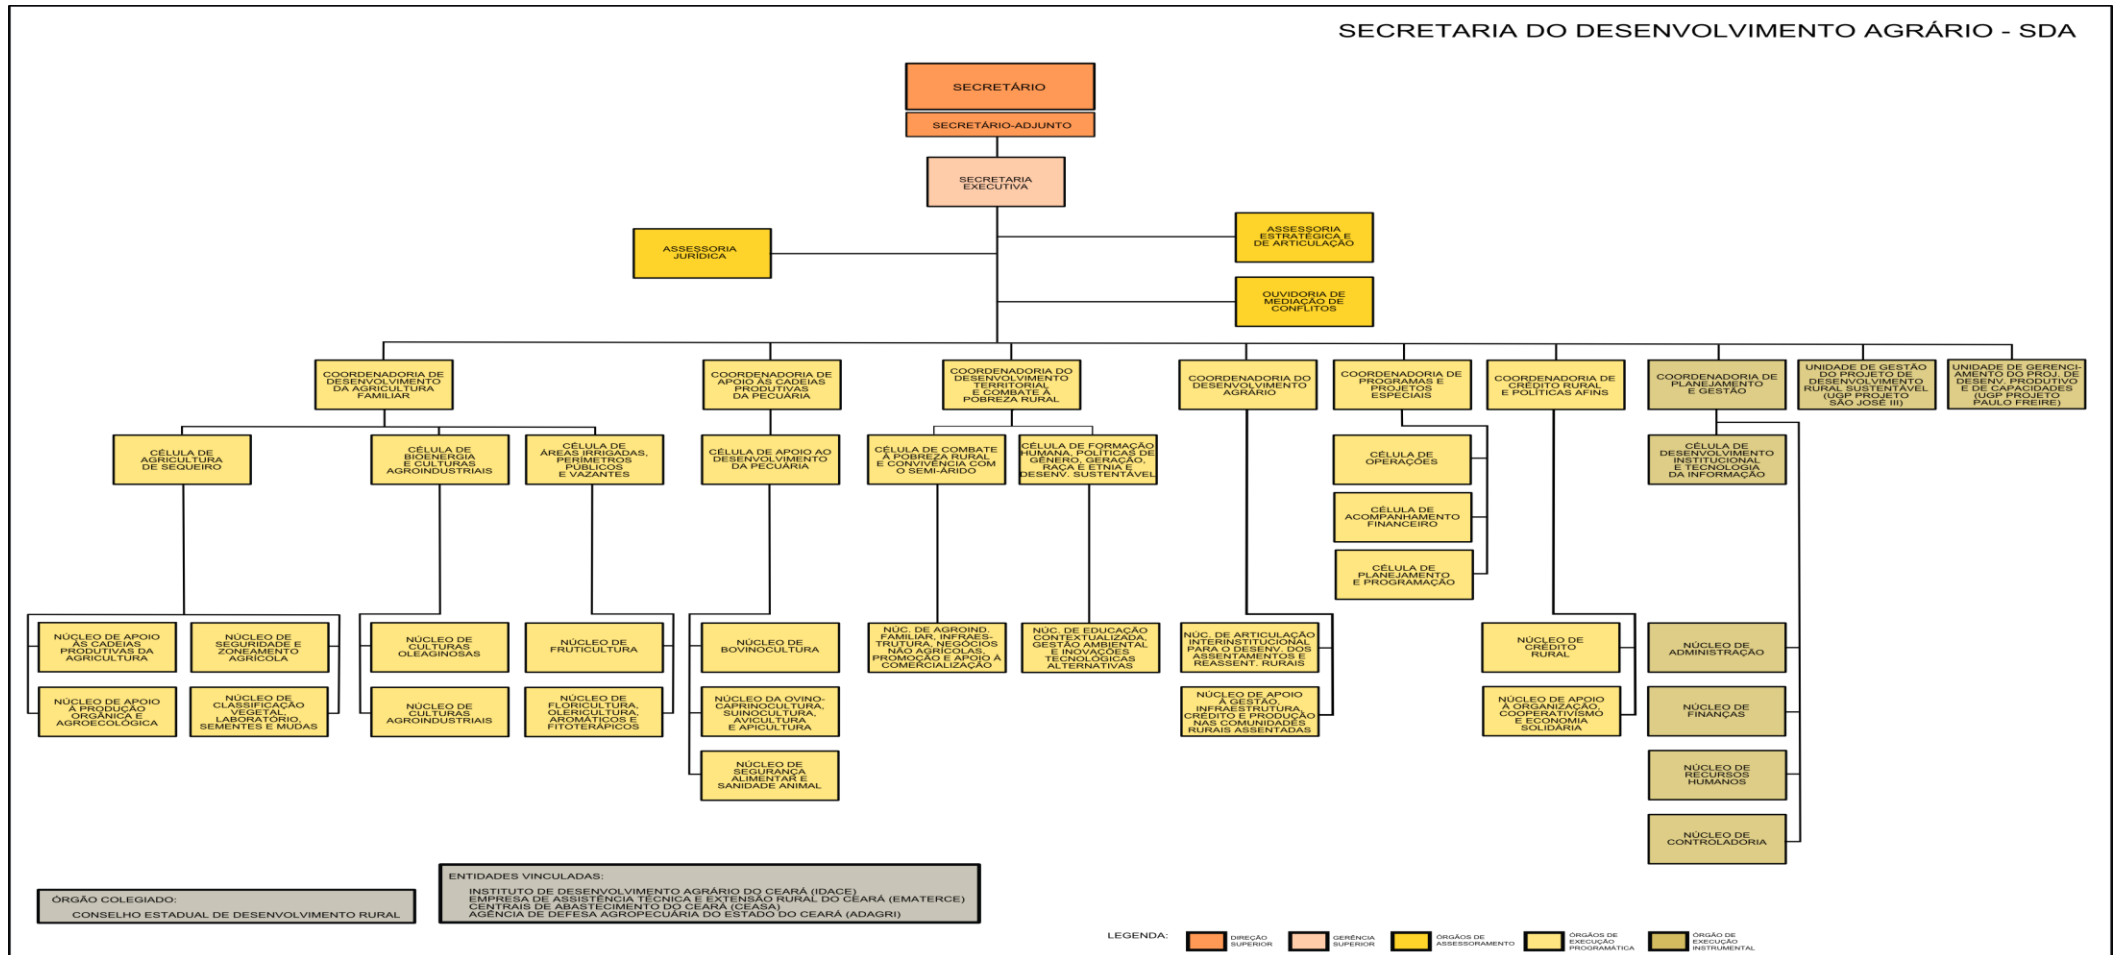 SECRETARIA DO DESENVOLVIMENTO AGRÁRIO - SDA
SECRETÁRIO
SECRETÁRIO-ADJUNTO
SECRETARIA
EXECUTIVA
ASSESSORIA
JURÍDICA
ASSESSORIA
ESTRATÉGICA E
DE ARTICULAÇÃO
OUVIDORIA DE
MEDIAÇÃO DE
CONFLITOS
COORDENADORIA DE
DESENVOLVIMENTO
DA AGRICULTURA
FAMILIAR
COORDENADORIA DE
APOIO ÀS CADEIAS
PRODUTIVAS
DA PECUÁRIA
COORDENADORIA DO
DESENVOLVIMENTO
TERRITORIAL
E COMBATE À
POBREZA RURAL
COORDENADORIA DO
DESENVOLVIMENTO
AGRÁRIO
COORDENADORIA DE
PROGRAMAS E
PROJETOS
ESPECIAIS
COORDENADORIA DE
CRÉDITO RURAL
E POLÍTICAS AFINS
COORDENADORIA DE
PLANEJAMENTO
E GESTÃO
UNIDADE DE GESTÃO
DO PROJETO DE
DESENVOLVIMENTO
RURAL SUSTENTÁVEL
(UGP PROJETO
SÃO JOSÉ III)
UNIDADE DE GERENCI-
AMENTO DO PROJ. DE
DESENV. PRODUTIVO
E DE CAPACIDADES
(UGP PROJETO
PAULO FREIRE)
CÉLULA DE
AGRICULTURA
DE SEQUEIRO
CÉLULA DE
BIOENERGIA
E CULTURAS
AGROINDUSTRIAIS
CÉLULA DE
ÁREAS IRRIGADAS,
PERÍMETROS
PÚBLICOS
E VAZANTES
CÉLULA DE APOIO AO
DESENVOLVIMENTO
DA PECUÁRIA
CÉLULA DE COMBATE
À POBREZA RURAL
E CONVIVÊNCIA COM
O SEMI-ÁRIDO
CÉLULA DE FORMAÇÃO
HUMANA, POLÍTICAS DE
GÊNERO, GERAÇÃO,
RAÇA E ETNIA E
DESENV. SUSTENTÁVEL
CÉLULA DE
OPERAÇÕES
CÉLULA DE
DESENVOLVIMENTO
INSTITUCIONAL
E TECNOLOGIA
DA INFORMAÇÃO
CÉLULA DE
ACOMPANHAMENTO
FINANCEIRO
CÉLULA DE
PLANEJAMENTO
E PROGRAMAÇÃO
NÚCLEO DE APOIO
ÀS CADEIAS
PRODUTIVAS DA
AGRICULTURA
NÚCLEO DE
SEGURIDADE E
ZONEAMENTO
AGRÍCOLA
NÚCLEO DE
CULTURAS
OLEAGINOSAS
NÚCLEO DE
FRUTICULTURA
NÚCLEO DE
BOVINOCULTURA
NÚC. DE AGROIND.
FAMILIAR, INFRAES-
TRUTURA, NEGÓCIOS
NÃO AGRÍCOLAS,
PROMOÇÃO E APOIO À
COMERCIALIZAÇÃO
NÚC. DE EDUCAÇÃO
CONTEXTUALIZADA,
GESTÃO AMBIENTAL
E INOVAÇÕES
TECNOLÓGICAS
ALTERNATIVAS
NÚC. DE ARTICULAÇÃO
INTERINSTITUCIONAL
PARA O DESENV. DOS
ASSENTAMENTOS E
REASSENT. RURAIS
NÚCLEO DE
CRÉDITO
RURAL
NÚCLEO DE
ADMINISTRAÇÃO
NÚCLEO DE APOIO
À PRODUÇÃO
ORGÂNICA E
AGROECOLÓGICA
NÚCLEO DE
CLASSIFICAÇÃO
VEGETAL,
LABORATÓRIO,
SEMENTES E MUDAS
NÚCLEO DE
CULTURAS
AGROINDUSTRIAIS
NÚCLEO DE
FLORICULTURA,
OLERICULTURA,
AROMÁTICOS E
FITOTERÁPICOS
NÚCLEO DA OVINO-
CAPRINOCULTURA,
SUINOCULTURA,
AVICULTURA
E APICULTURA
NÚCLEO DE APOIO
À GESTÃO,
INFRAESTRUTURA,
CRÉDITO E PRODUÇÃO
NAS COMUNIDADES
RURAIS ASSENTADAS
NÚCLEO DE APOIO
À ORGANIZAÇÃO,
COOPERATIVISMO
E ECONOMIA
SOLIDÁRIA
NÚCLEO DE
FINANÇAS
NÚCLEO DE
SEGURANÇA
ALIMENTAR E
SANIDADE ANIMAL
NÚCLEO DE
RECURSOS
HUMANOS
NÚCLEO DE
CONTROLADORIA
ÓRGÃO COLEGIADO:
CONSELHO ESTADUAL DE DESENVOLVIMENTO RURAL
ENTIDADES VINCULADAS:
INSTITUTO DE DESENVOLVIMENTO AGRÁRIO DO CEARÁ (IDACE)
EMPRESA DE ASSISTÊNCIA TÉCNICA E EXTENSÃO RURAL DO CEARÁ (EMATERCE)
CENTRAIS DE ABASTECIMENTO DO CEARÁ (CEASA)
AGÊNCIA DE DEFESA AGROPECUÁRIA DO ESTADO DO CEARÁ (ADAGRI)
LEGENDA:
DIREÇÃO
SUPERIOR
GERÊNCIA
SUPERIOR
ÓRGÃOS DE
ASSESSORAMENTO
ÓRGÃOS DE
EXECUÇÃO
PROGRAMÁTICA
ÓRGÃO DE
EXECUÇÃO
INSTRUMENTAL